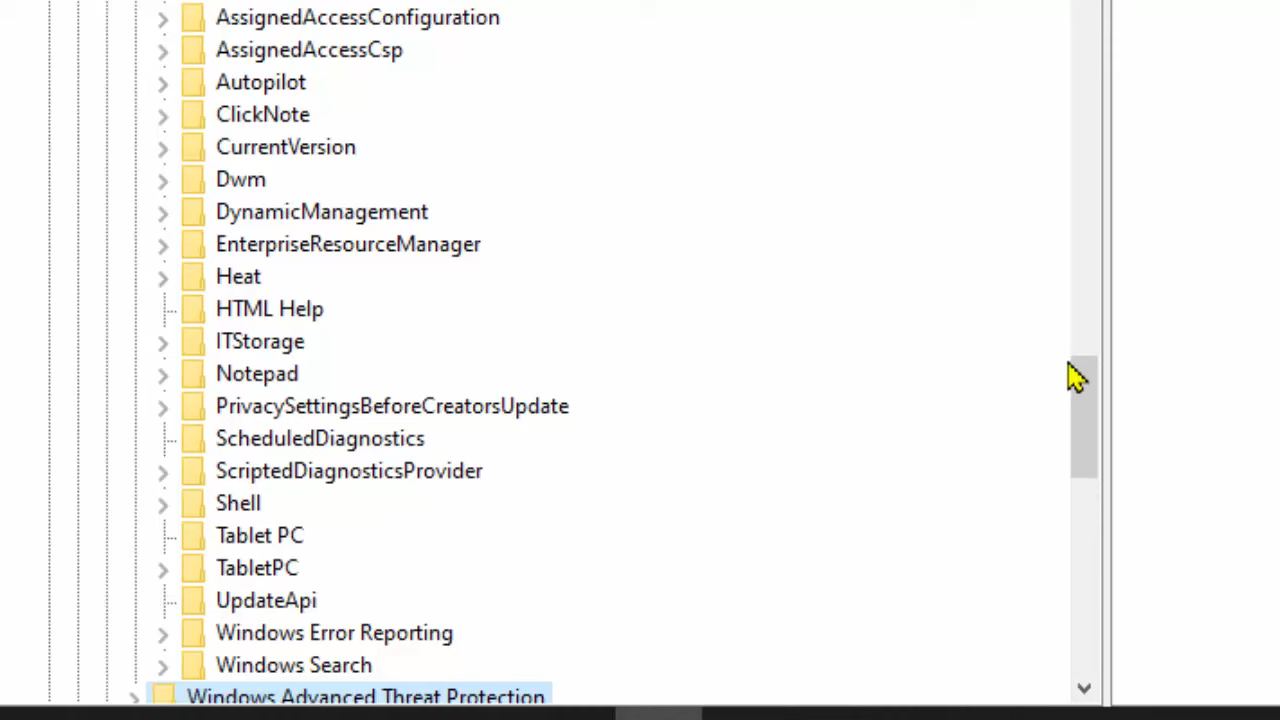 AssignedAccessConfiguration
AssignedAccessCsp
Autopilot
ClickNote
CurrentVersion
Dwm
DynamicManagement
EnterpriseResourceManager
Heat
HTML Help
ITStorage
Notepad
PrivacySettingsBeforeCreatorsUpdate
ScheduledDiagnostics
ScriptedDiagnosticsProvider
Shell
Tablet PC
TabletPC
UpdateApi
Windows Error Reporting
Windows Search
Windows Advanced Threat Protection